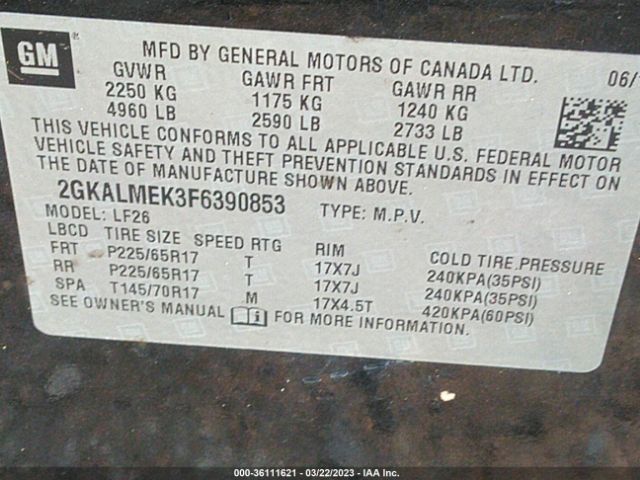 GM
MFD BY GENERAL MOTORS OF CANADA LTD. 06/
GVWR GAWR FRT GAWR RR
2250 KG 1175 KG 1240 KG
4960 LB 2590 LB 2733 LB
THIS VEHICLE CONFORMS TO ALL APPLICABLE U.S. FEDERAL MOTOR
VEHICLE SAFETY AND THEFT PREVENTION STANDARDS IN EFFECT ON
THE DATE OF MANUFACTURE SHOWN ABOVE.
2GKALMEK3F6390853 TYPE: M.P.V.
MODEL: LF26
LBCD TIRE SIZE SPEED RTG RIM COLD TIRE PRESSURE
FRT P225/65R17 T 17X7J 240KPA(35PSI)
RR P225/65R17 T 17X7J 240KPA(35PSI)
SPA T145/70R17 M 17X4.5T 420KPA(60PSI)
SEE OWNER'S MANUAL i FOR MORE INFORMATION.
000-36111621 - 03/22/2023 - IAA Inc.